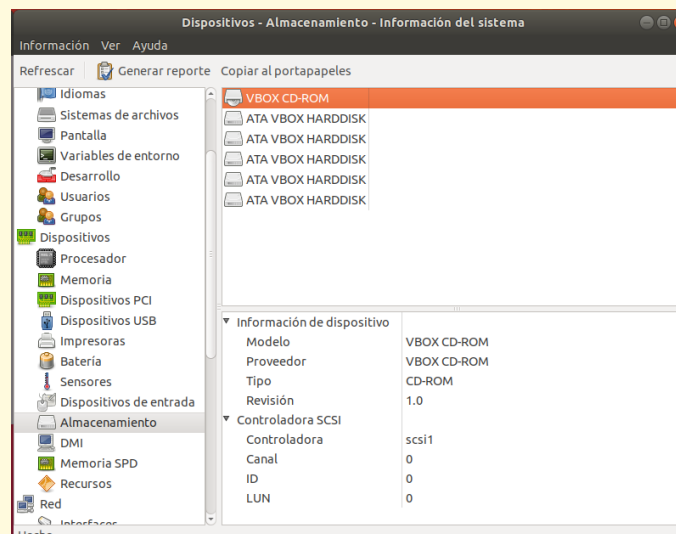 Dispositivos - Almacenamiento - Información del sistema
Información Ver Ayuda
Refrescar Generar reporte Copiar al portapapeles
Idiomas
Sistemas de archivos
Pantalla
Variables de entorno
Desarrollo
Usuarios
Grupos
Dispositivos
Procesador
Memoria
Dispositivos PCI
Dispositivos USB
Impresoras
Batería
Sensores
Dispositivos de entrada
Almacenamiento
DMI
Memoria SPD
Recursos
Red
Interfaces
VBOX CD-ROM
ATA VBOX HARDDISK
ATA VBOX HARDDISK
ATA VBOX HARDDISK
ATA VBOX HARDDISK
ATA VBOX HARDDISK
Información de dispositivo
Modelo VBOX CD-ROM
Proveedor VBOX CD-ROM
Tipo CD-ROM
Revisión 1.0
Controladora SCSI
Controladora scsi1
Canal 0
ID 0
LUN 0